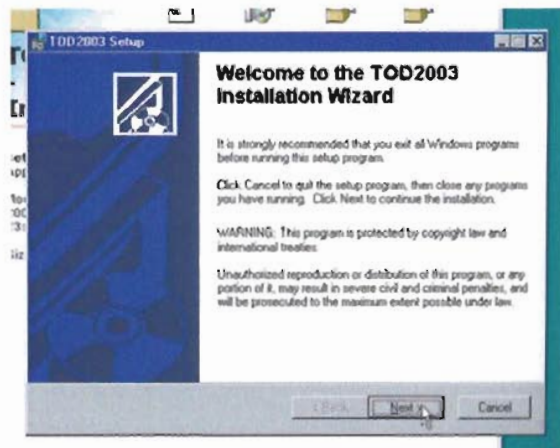 TOD2003 Setup
Welcome to the TOD2003
Installation Wizard
It is strongly recommended that you exit all Windows programs
before running this setup program.
Click Cancel to quit the setup program, then close any programs
you have running. Click Next to continue the installation.
WARNING: This program is protected by copyright law and
international treaties.
Unauthorized reproduction or distribution of this program, or any
portion of it, may result in severe civil and criminal penalties, and
will be prosecuted to the maximum extent possible under law.
< Back
Next >
Cancel